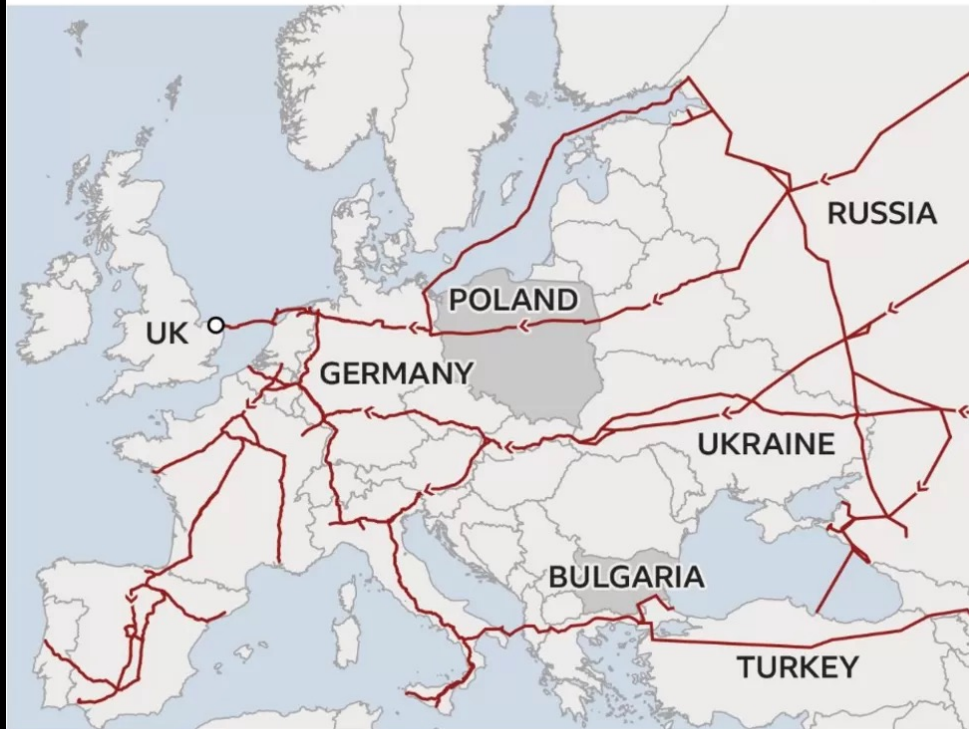 RUSSIA
POLAND
UK
GERMANY
UKRAINE
BULGARIA
TURKEY